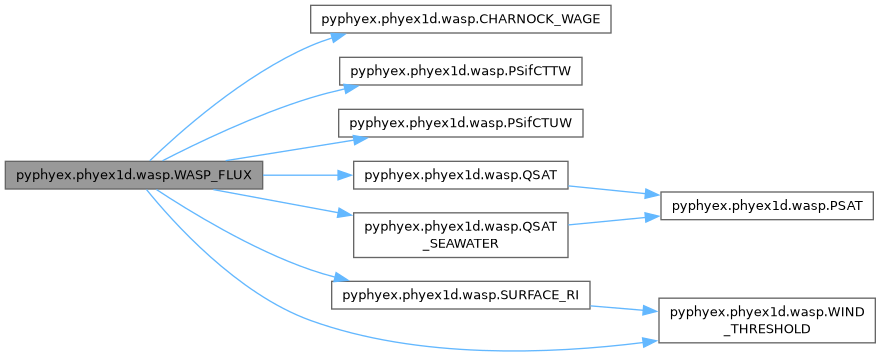 pyphyex.phyex1d.wasp.CHARNOCK_WAGE
pyphyex.phyex1d.wasp.PSifCTTW
pyphyex.phyex1d.wasp.PSifCTUW
pyphyex.phyex1d.wasp.WASP_FLUX
pyphyex.phyex1d.wasp.QSAT
pyphyex.phyex1d.wasp.PSAT
pyphyex.phyex1d.wasp.QSAT
_SEAWATER
pyphyex.phyex1d.wasp.SURFACE_RI
pyphyex.phyex1d.wasp.WIND
_THRESHOLD